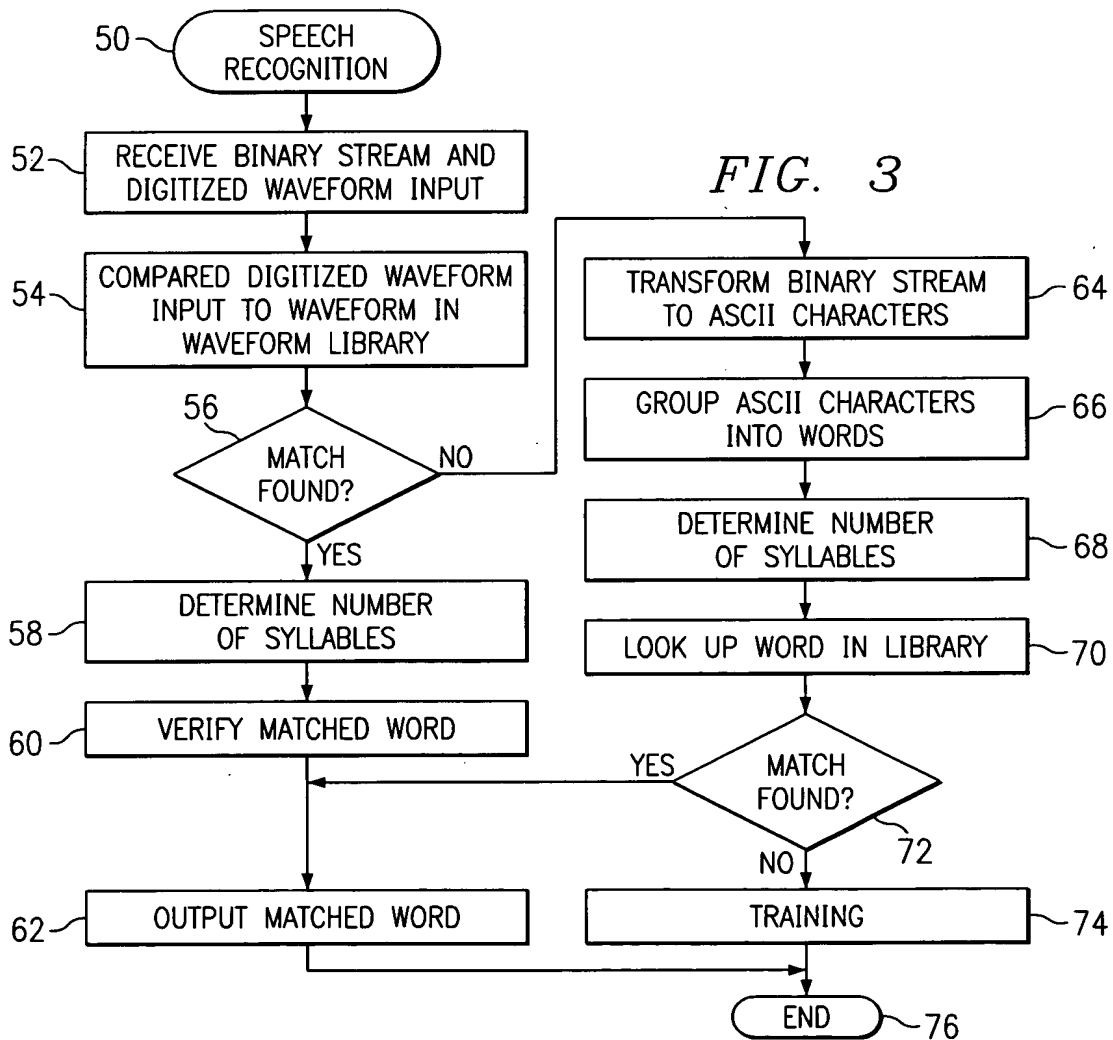 50
SPEECH
RECOGNITION
52
RECEIVE BINARY STREAM AND
DIGITIZED WAVEFORM INPUT
54
COMPARED DIGITIZED WAVEFORM
INPUT TO WAVEFORM IN
WAVEFORM LIBRARY
56
MATCH
FOUND?
NO
YES
58
DETERMINE NUMBER
OF SYLLABLES
60
VERIFY MATCHED WORD
62
OUTPUT MATCHED WORD
FIG. 3
TRANSFORM BINARY STREAM
TO ASCII CHARACTERS
64
GROUP ASCII CHARACTERS
INTO WORDS
66
DETERMINE NUMBER
OF SYLLABLES
68
LOOK UP WORD IN LIBRARY
70
YES
MATCH
FOUND?
72
NO
TRAINING
74
END
76